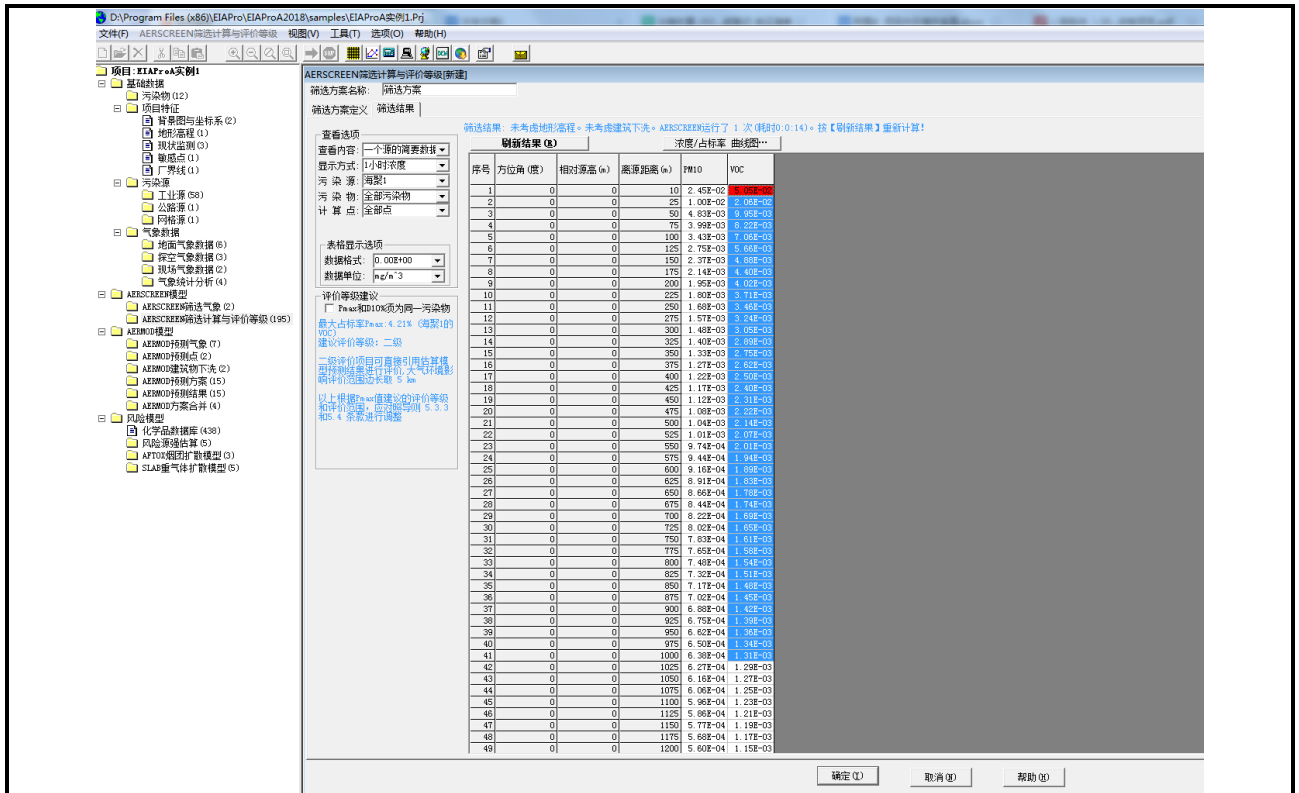 D:\Program Files (x86)\EIAPro\EIAProA2018\samples\EIAProA实例1.Prj
文件(F) AERSCREEN筛选计算与评价等级 视图(V) 工具(T) 选项(O) 帮助(H)
项目:EIAProA实例1
基础数据
污染物(12)
项目特征
背景图与坐标系(2)
地形高程(1)
现状监测(3)
敏感点(1)
厂界线(1)
污染源
工业源(58)
公路源(1)
网格源(1)
气象数据
地面气象数据(6)
探空气象数据(3)
现场气象数据(2)
气象统计分析(4)
AERSCREEN模型
AERSCREEN筛选气象(2)
AERSCREEN筛选计算与评价等级(195)
AERMOD模型
AERMOD预测气象(7)
AERMOD预测点(2)
AERMOD建筑物下洗(2)
AERMOD预测方案(15)
AERMOD预测结果(15)
AERMOD方案合并(4)
风险模型
化学品数据库(438)
风险源强估算(5)
AFTOX烟团扩散模型(3)
SLAB重气体扩散模型(5)
AERSCREEN筛选计算与评价等级[新建]
筛选方案名称: 筛选方案
筛选方案定义 筛选结果
查看选项
查看内容: 一个源的简要数据
显示方式: 1小时浓度
污 染 源: 海梨1
污 染 物: 全部污染物
计 算 点: 全部点
表格显示选项
数据格式: 0.00E+00
数据单位: mg/m^3
评价等级建议
Pmax和D10%须为同一污染物
最大占标率Pmax:4.21% (海梨1的
VOC)
建议评价等级: 二级
二级评价项目可直接引用估算模
型预测结果进行评价,大气环境影
响评价范围边长取 5 km
以上根据Pmax值建议的评价等级
和评价范围,应对照导则 5.3.3
和5.4 条款进行调整
筛选结果: 未考虑地形高程。未考虑建筑下洗。AERSCREEN运行了 1 次(耗时0:0:14)。按【刷新结果】重新计算!
刷新结果(R) 浓度/占标率 曲线图…
序号 方位角(度) 相对源高(m) 离源距离(m) PM10 VOC
1 0 0 10 2.45E-02 5.05E-02
2 0 0 25 1.00E-02 2.06E-02
3 0 0 50 4.83E-03 9.95E-03
4 0 0 75 3.99E-03 8.22E-03
5 0 0 100 3.43E-03 7.06E-03
6 0 0 125 2.75E-03 5.66E-03
7 0 0 150 2.37E-03 4.88E-03
8 0 0 175 2.14E-03 4.40E-03
9 0 0 200 1.95E-03 4.02E-03
10 0 0 225 1.80E-03 3.71E-03
11 0 0 250 1.68E-03 3.46E-03
12 0 0 275 1.57E-03 3.24E-03
13 0 0 300 1.48E-03 3.05E-03
14 0 0 325 1.40E-03 2.89E-03
15 0 0 350 1.33E-03 2.75E-03
16 0 0 375 1.27E-03 2.62E-03
17 0 0 400 1.22E-03 2.50E-03
18 0 0 425 1.17E-03 2.40E-03
19 0 0 450 1.12E-03 2.31E-03
20 0 0 475 1.08E-03 2.22E-03
21 0 0 500 1.04E-03 2.14E-03
22 0 0 525 1.01E-03 2.07E-03
23 0 0 550 9.74E-04 2.01E-03
24 0 0 575 9.44E-04 1.94E-03
25 0 0 600 9.16E-04 1.89E-03
26 0 0 625 8.91E-04 1.83E-03
27 0 0 650 8.66E-04 1.78E-03
28 0 0 675 8.44E-04 1.74E-03
29 0 0 700 8.22E-04 1.69E-03
30 0 0 725 8.02E-04 1.65E-03
31 0 0 750 7.83E-04 1.61E-03
32 0 0 775 7.65E-04 1.58E-03
33 0 0 800 7.48E-04 1.54E-03
34 0 0 825 7.32E-04 1.51E-03
35 0 0 850 7.17E-04 1.48E-03
36 0 0 875 7.02E-04 1.45E-03
37 0 0 900 6.88E-04 1.42E-03
38 0 0 925 6.75E-04 1.39E-03
39 0 0 950 6.62E-04 1.36E-03
40 0 0 975 6.50E-04 1.34E-03
41 0 0 1000 6.38E-04 1.31E-03
42 0 0 1025 6.27E-04 1.29E-03
43 0 0 1050 6.16E-04 1.27E-03
44 0 0 1075 6.06E-04 1.25E-03
45 0 0 1100 5.96E-04 1.23E-03
46 0 0 1125 5.86E-04 1.21E-03
47 0 0 1150 5.77E-04 1.19E-03
48 0 0 1175 5.68E-04 1.17E-03
49 0 0 1200 5.60E-04 1.15E-03
确定(Y) 取消(N) 帮助(H)